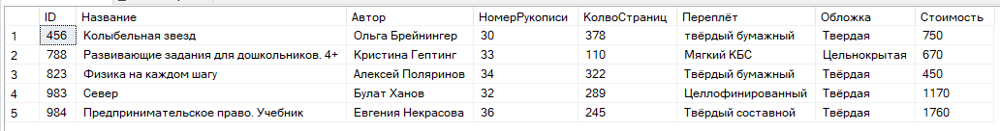 ID Название Автор НомерРукописи КолвоСтраниц Переплёт Обложка Стоимость
1 456 Колыбельная звезд Ольга Брейнингер 30 378 твёрдый бумажный Твердая 750
2 788 Развивающие задания для дошкольников. 4+ Кристина Гептинг 33 110 Мягкий КБС Цельнокрытая 670
3 823 Физика на каждом шагу Алексей Поляринов 34 322 Твёрдый бумажный Твёрдая 450
4 983 Север Булат Ханов 32 289 Целлофинированный Твёрдая 1170
5 984 Предпринимательское право. Учебник Евгения Некрасова 36 245 Твёрдый составной Твёрдая 1760